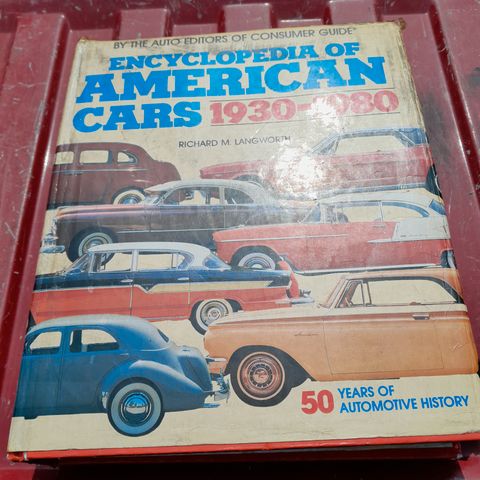 BY THE AUTO EDITORS OF CONSUMER GUIDE®
ENCYCLOPEDIA OF
AMERICAN
CARS 1930-1980
RICHARD M. LANGWORTH
50 YEARS OF
AUTOMOTIVE HISTORY